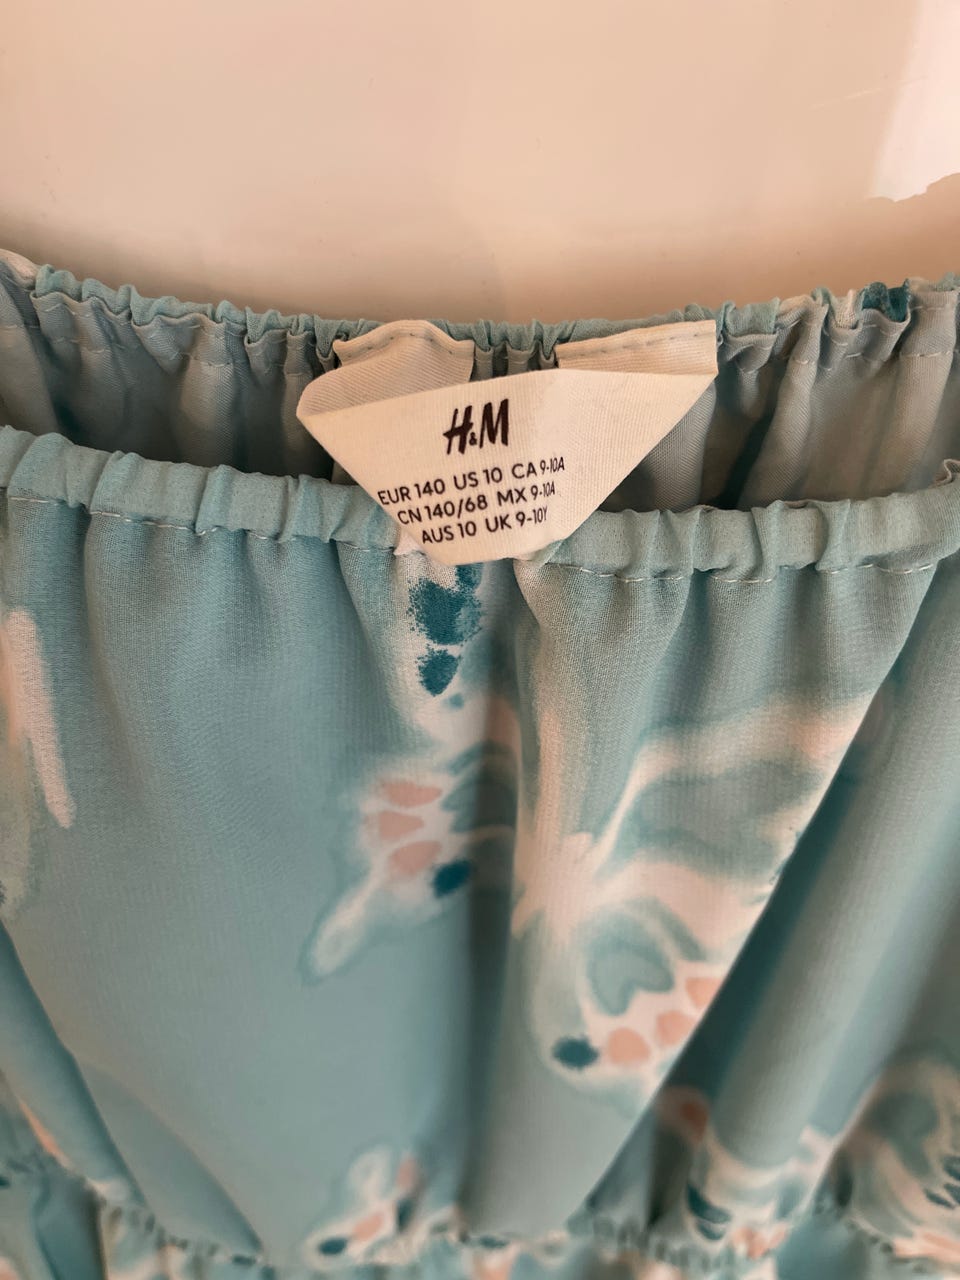 H&M
EUR 140 US 10 CA 9-10A
CN 140/68 MX 9-10A
AUS 10 UK 9-10Y